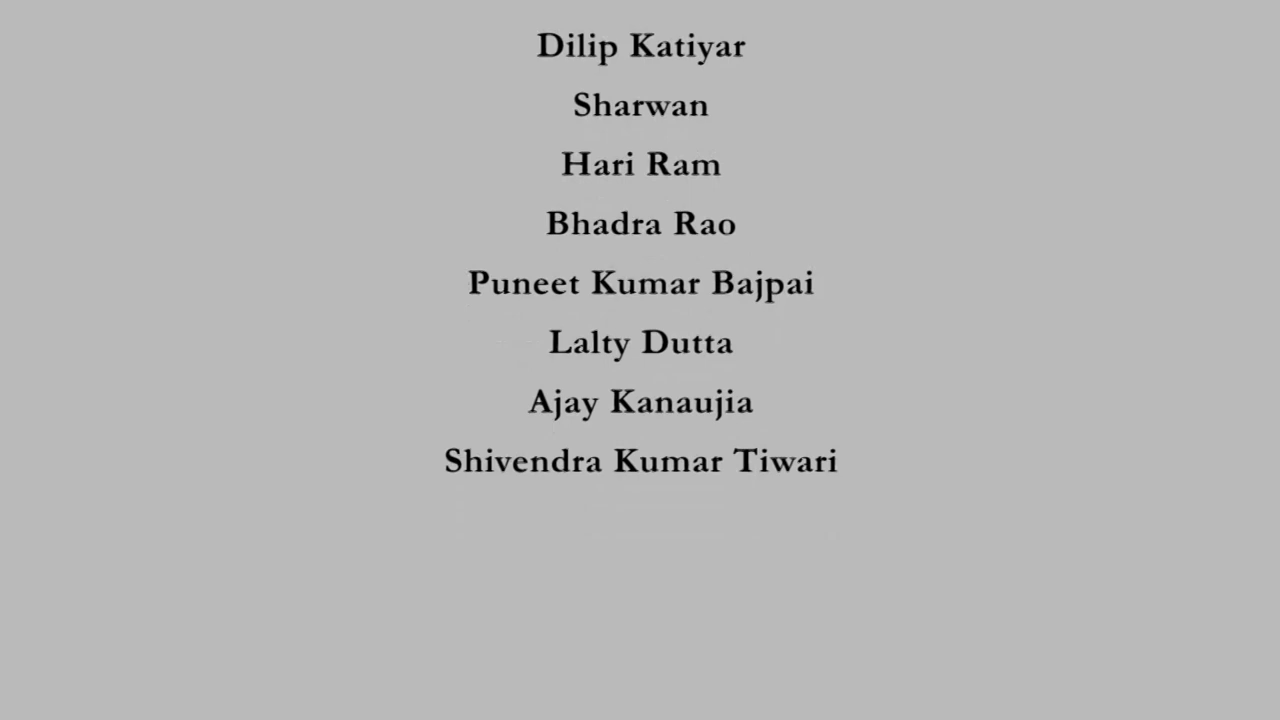 Dilip Katiyar
Sharwan
Hari Ram
Bhadra Rao
Puneet Kumar Bajpai
Lalty Dutta
Ajay Kanaujia
Shivendra Kumar Tiwari